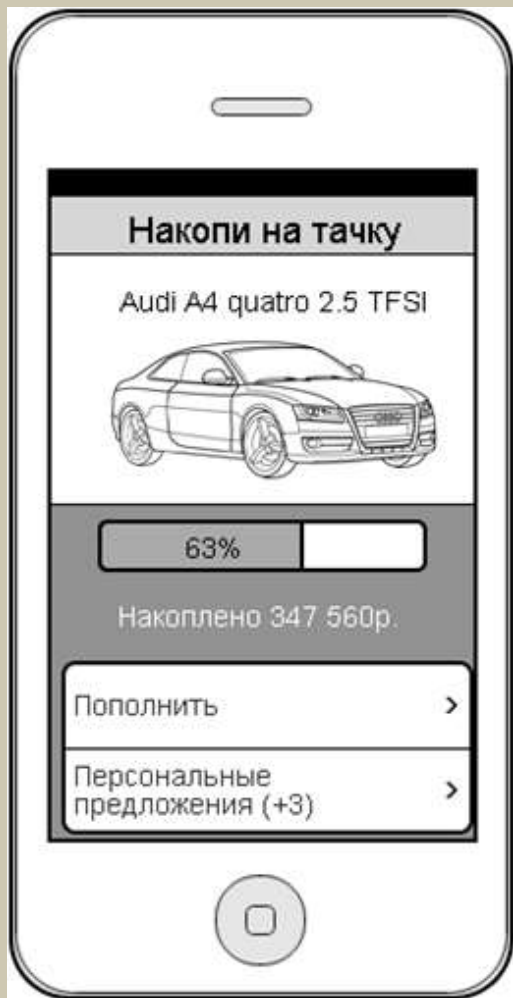 Накопи на тачку
Audi A4 quatro 2.5 TFSI
63%
Накоплено 347 560р.
Пополнить
Персональные
предложения (+3)